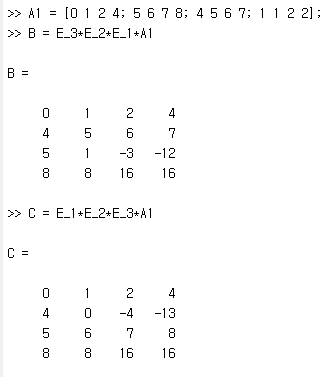 >> A1 = [0 1 2 4; 5 6 7 8; 4 5 6 7; 1 1 2 2];
>> B = E_3*E_2*E_1*A1
B =
0 1 2 4
4 5 6 7
5 1 -3 -12
8 8 16 16
>> C = E_1*E_2*E_3*A1
C =
0 1 2 4
4 0 -4 -13
5 6 7 8
8 8 16 16